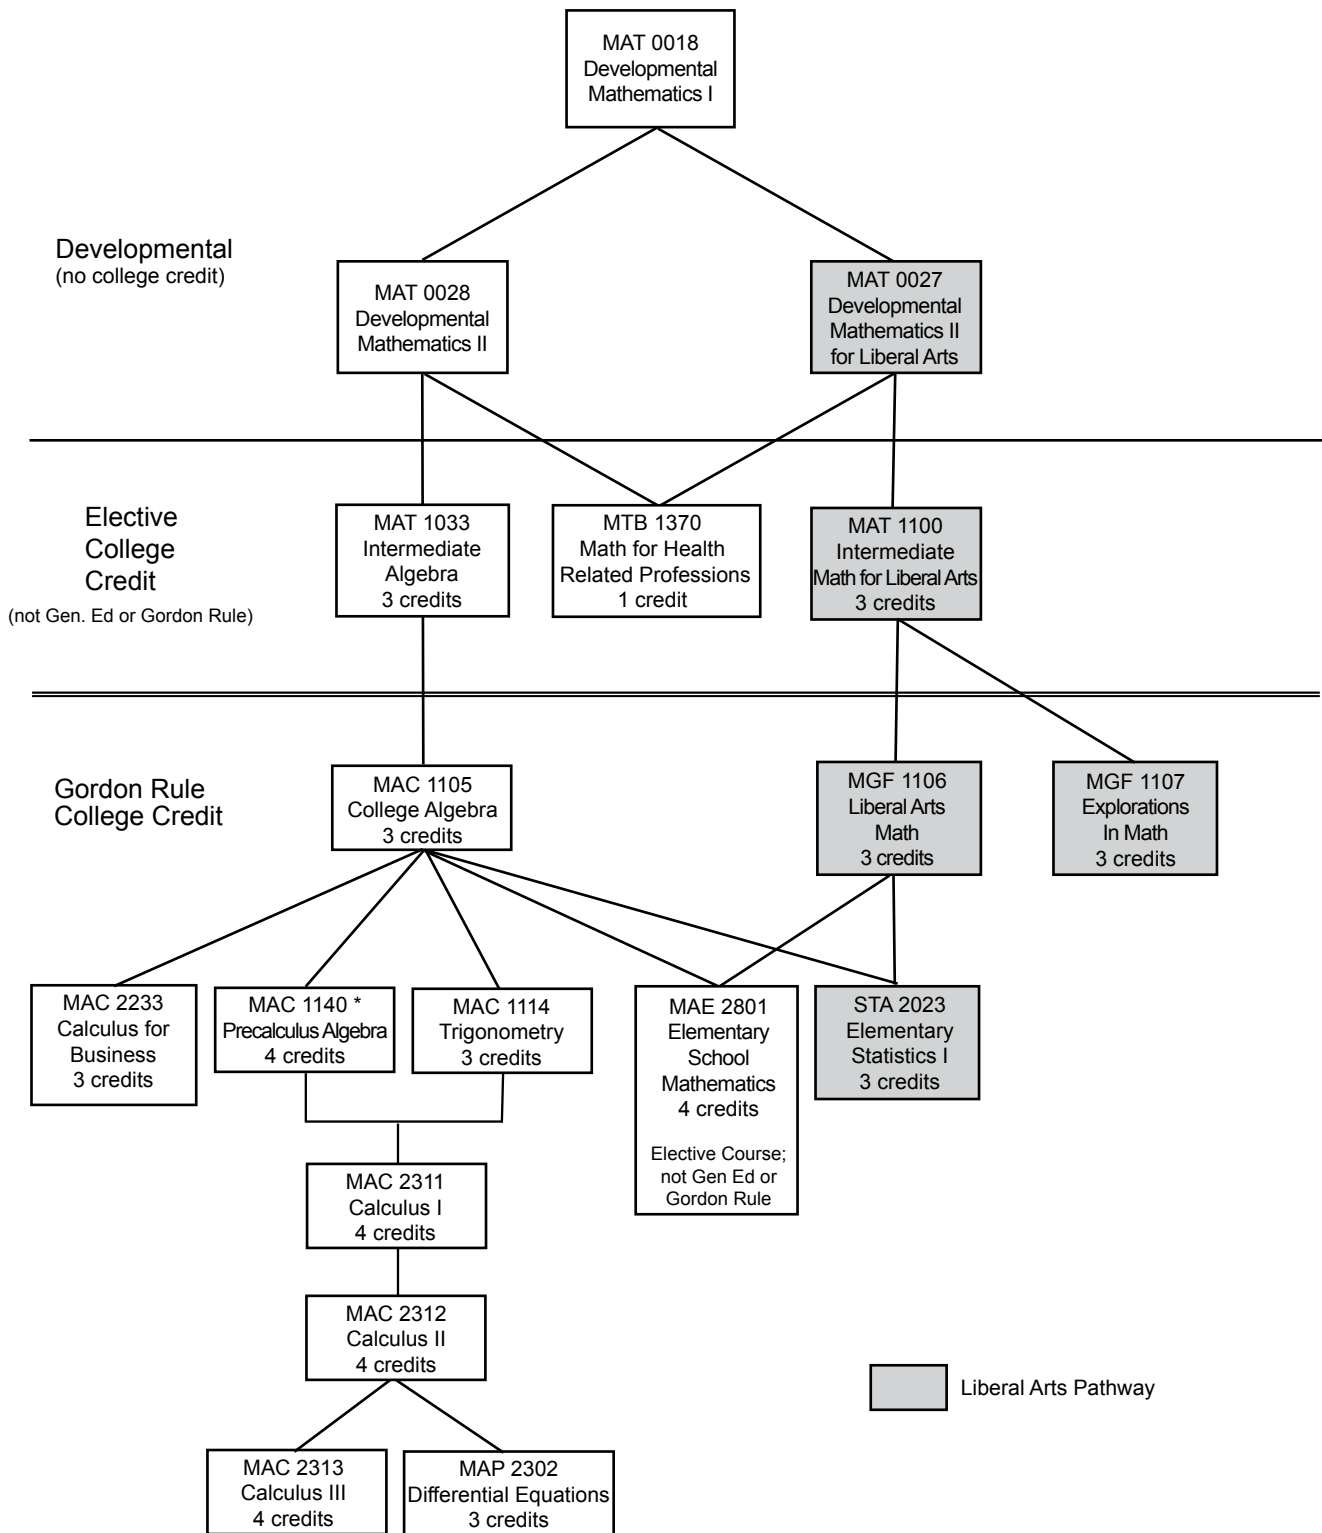 MAT 0018
Developmental
Mathematics I
Developmental
(no college credit)
MAT 0028
Developmental
Mathematics II
MAT 0027
Developmental
Mathematics II
for Liberal Arts
Elective
College
Credit
(not Gen. Ed or Gordon Rule)
MAT 1033
Intermediate
Algebra
3 credits
MTB 1370
Math for Health
Related Professions
1 credit
MAT 1100
Intermediate
Math for Liberal Arts
3 credits
Gordon Rule
College Credit
MAC 1105
College Algebra
3 credits
MGF 1106
Liberal Arts
Math
3 credits
MGF 1107
Explorations
In Math
3 credits
MAC 2233
Calculus for
Business
3 credits
MAC 1140 *
Precalculus Algebra
4 credits
MAC 1114
Trigonometry
3 credits
MAE 2801
Elementary
School
Mathematics
4 credits
Elective Course;
not Gen Ed or
Gordon Rule
STA 2023
Elementary
Statistics I
3 credits
MAC 2311
Calculus I
4 credits
MAC 2312
Calculus II
4 credits
Liberal Arts Pathway
MAC 2313
Calculus III
4 credits
MAP 2302
Differential Equations
3 credits